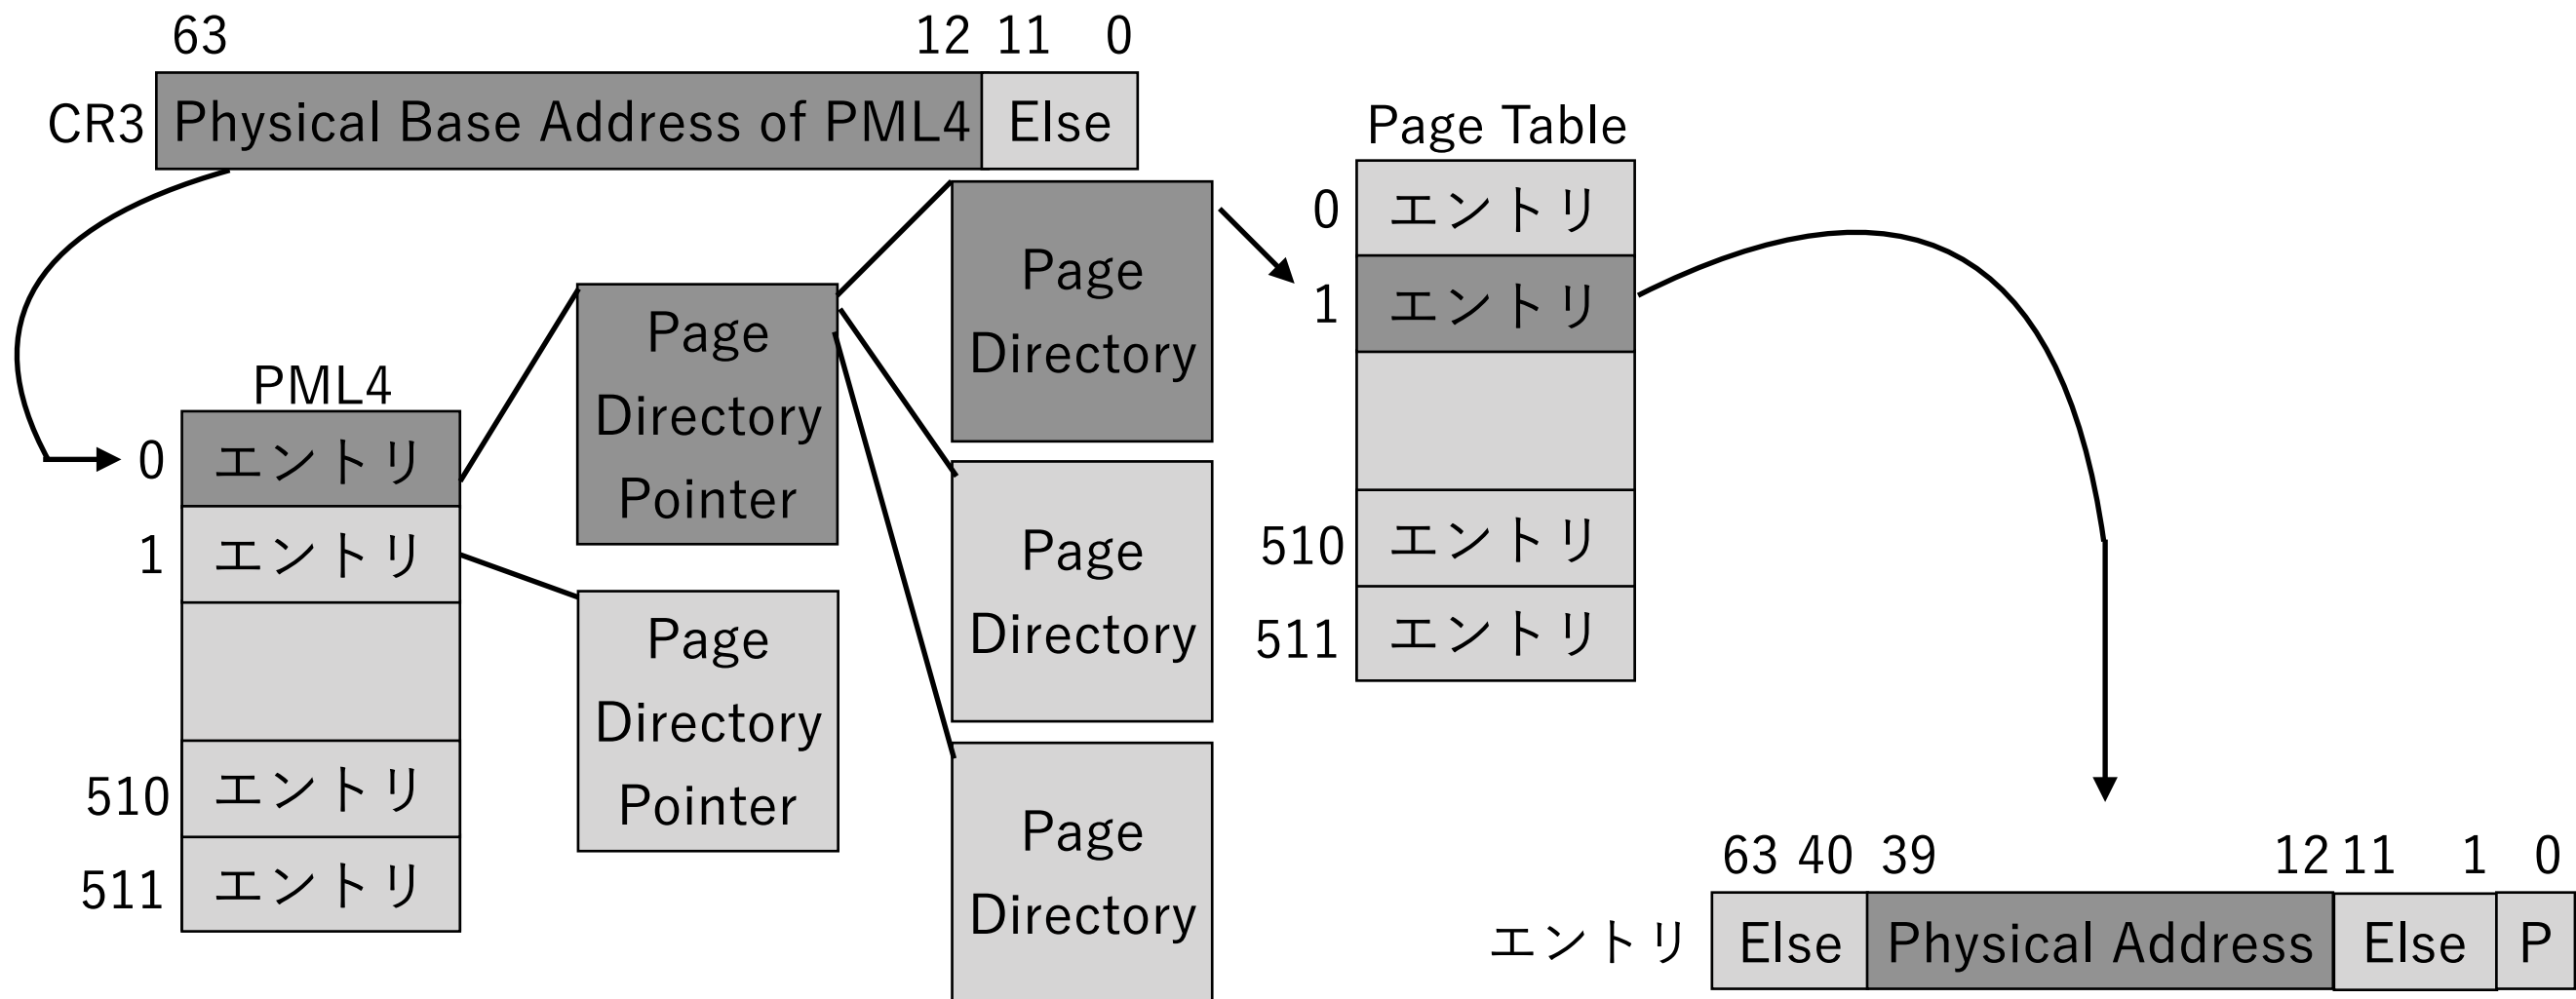 63 12 11 0
CR3 Physical Base Address of PML4 Else
PML4
0 エントリ
1 エントリ
510 エントリ
511 エントリ
Page
Directory
Pointer
Page
Directory
Pointer
Page
Directory
Page
Directory
Page
Directory
Page Table
0 エントリ
1 エントリ
510 エントリ
511 エントリ
63 40 39 12 11 1 0
エントリ Else Physical Address Else P